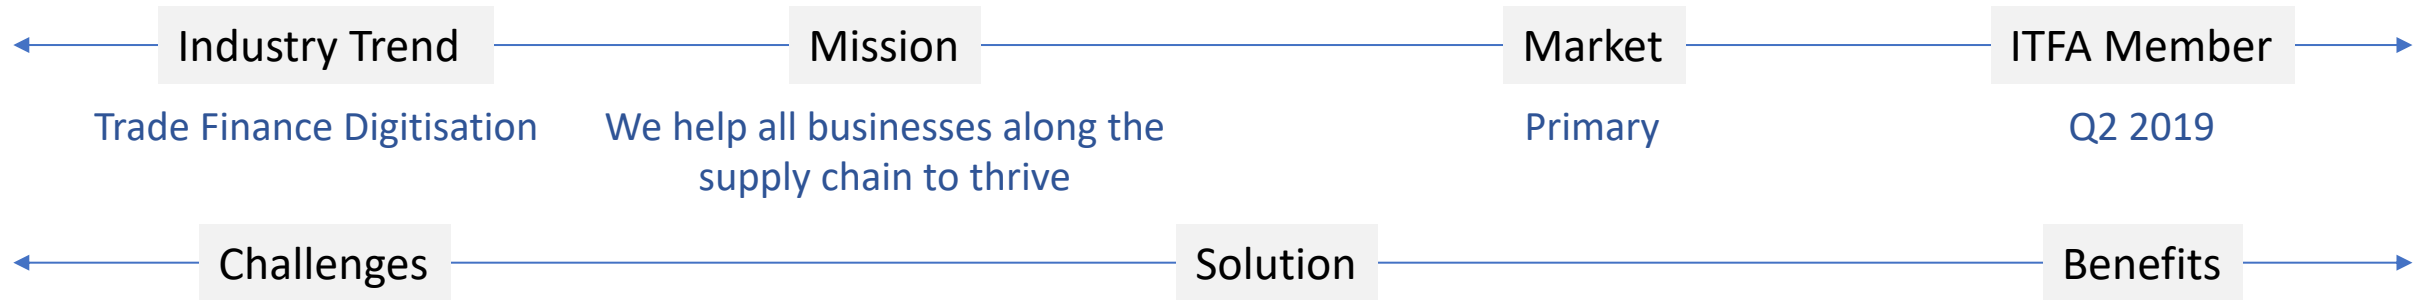 Industry Trend
Mission
Market
ITFA Member
Trade Finance Digitisation
We help all businesses along the
supply chain to thrive
Primary
Q2 2019
Challenges
Solution
Benefits